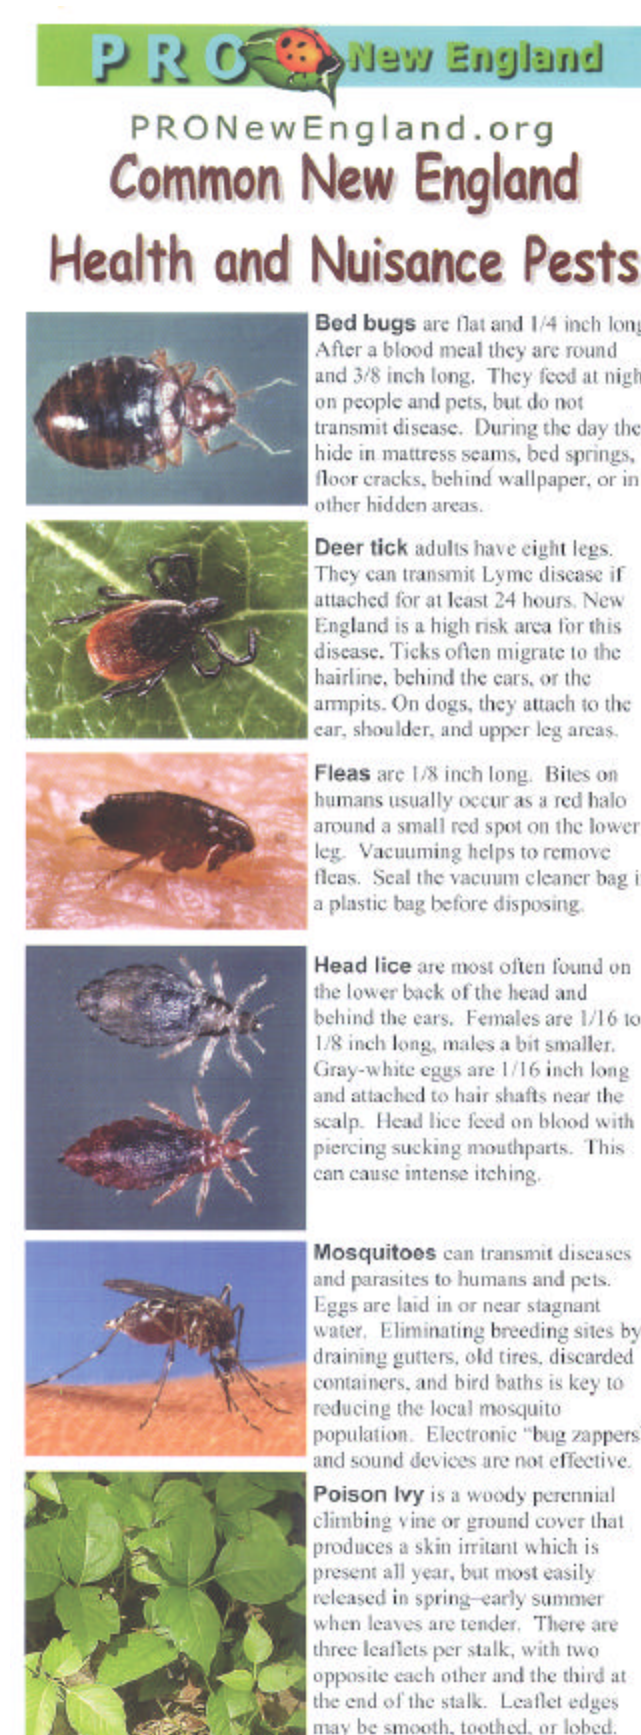 PRO New England
PRONewEngland.org
Common New England
Health and Nuisance Pests
Bed bugs are flat and 1/4 inch long
After a blood meal they are round
and 3/8 inch long. They feed at nigh
on people and pets, but do not
transmit disease. During the day the
hide in mattress seams, bed springs,
floor cracks, behind wallpaper, or in
other hidden areas.
Deer tick adults have eight legs.
They can transmit Lyme disease if
attached for at least 24 hours. New
England is a high risk area for this
disease. Ticks often migrate to the
hairline, behind the ears, or the
armpits. On dogs, they attach to the
ear, shoulder, and upper leg areas.
Fleas are 1/8 inch long. Bites on
humans usually occur as a red halo
around a small red spot on the lower
leg. Vacuuming helps to remove
fleas. Seal the vacuum cleaner bag i
a plastic bag before disposing.
Head lice are most often found on
the lower back of the head and
behind the ears. Females are 1/16 to
1/8 inch long, males a bit smaller.
Gray-white eggs are 1/16 inch long
and attached to hair shafts near the
scalp. Head lice feed on blood with
piercing sucking mouthparts. This
can cause intense itching.
Mosquitoes can transmit diseases
and parasites to humans and pets.
Eggs are laid in or near stagnant
water. Eliminating breeding sites by
draining gutters, old tires, discarded
containers, and bird baths is key to
reducing the local mosquito
population. Electronic "bug zappers"
and sound devices are not effective.
Poison Ivy is a woody perennial
climbing vine or ground cover that
produces a skin irritant which is
present all year, but most easily
released in spring–early summer
when leaves are tender. There are
three leaflets per stalk, with two
opposite each other and the third at
the end of the stalk. Leaflet edges
may be smooth, toothed, or lobed.